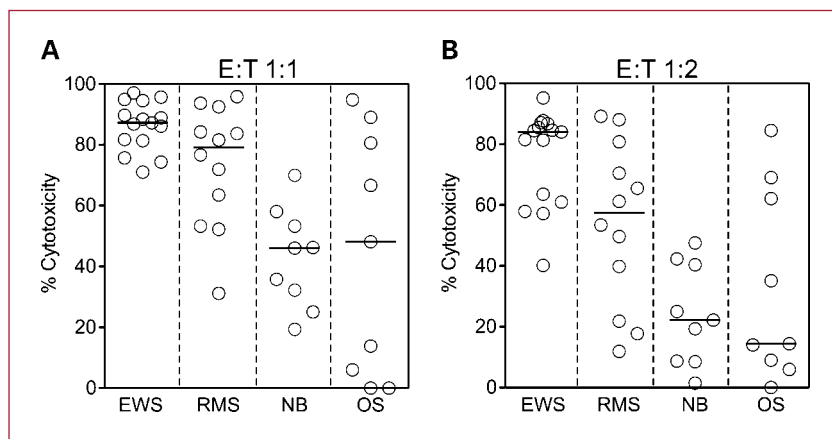 A
E:T 1:1
% Cytotoxicity
100
80
60
40
20
0
EWS RMS NB OS
B
E:T 1:2
% Cytotoxicity
100
80
60
40
20
0
EWS RMS NB OS